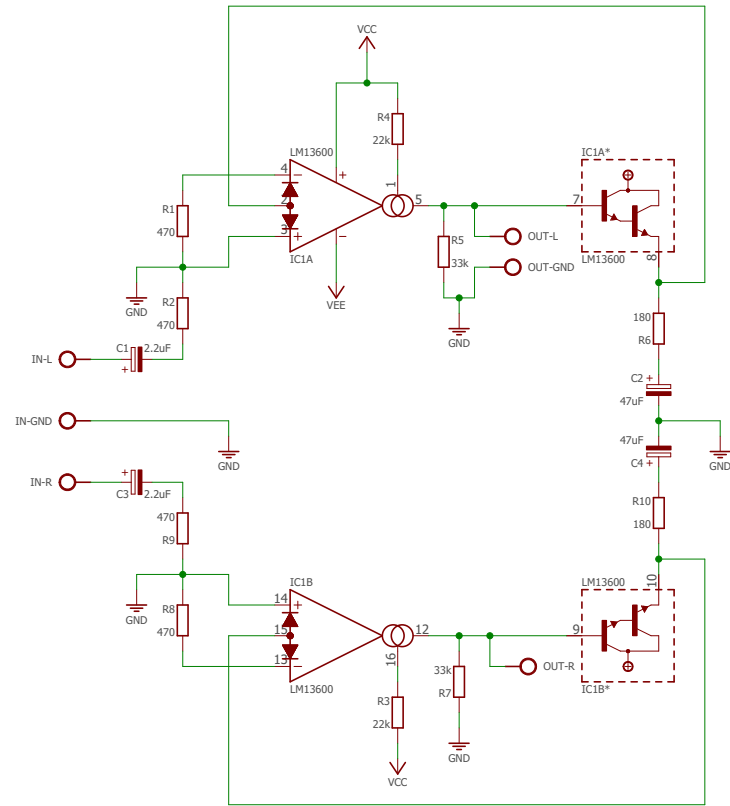 VCC
R4
22k
LM13600
IC1A*
4
1
2
5
7
3
R1
470
R5
33k
OUT-L
IC1A
LM13600
8
OUT-GND
GND
R2
470
VEE
GND
180
R6
C1
2.2uF
+
IN-L
C2
+
47uF
IN-GND
47uF
GND
GND
C4
+
+
IN-R
C3
2.2uF
470
R9
R10
180
IC1B
LM13600
10
14
GND
R8
470
15
12
9
13
16
33k
R7
OUT-R
LM13600
IC1B*
R3
22k
GND
VCC